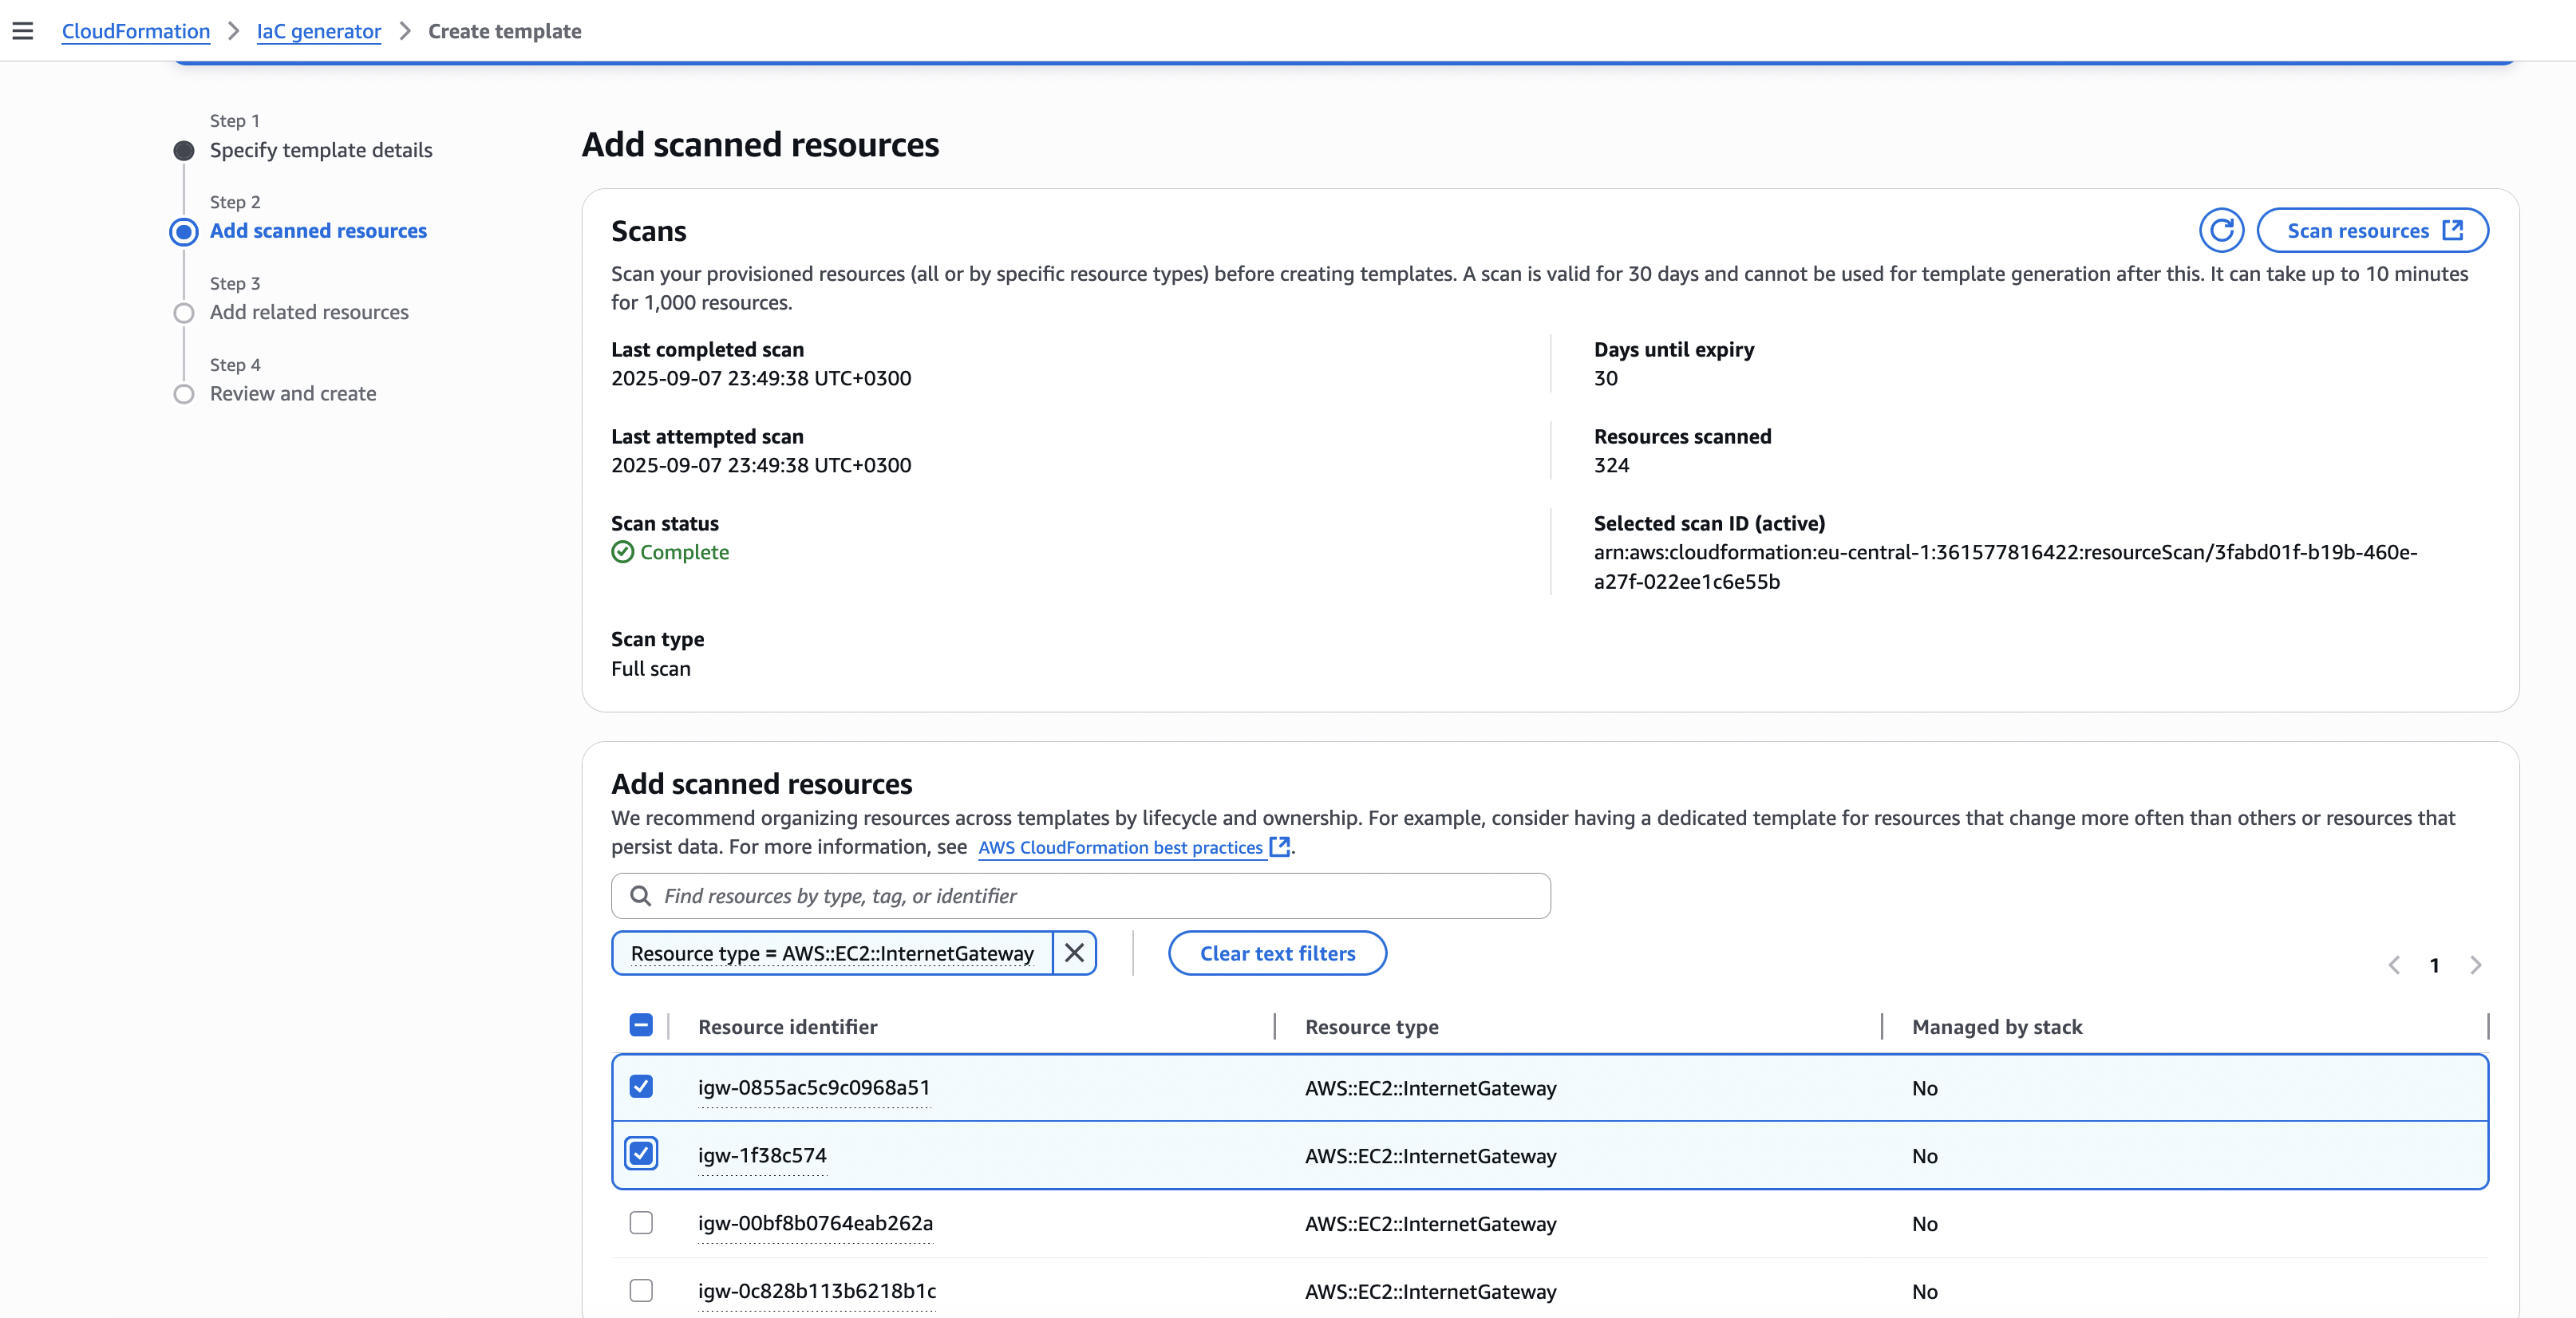 CloudFormation > IaC generator > Create template
Step 1
Specify template details
Step 2
Add scanned resources
Step 3
Add related resources
Step 4
Review and create
Add scanned resources
Scans
Scan resources
Scan your provisioned resources (all or by specific resource types) before creating templates. A scan is valid for 30 days and cannot be used for template generation after this. It can take up to 10 minutes
for 1,000 resources.
Last completed scan
2025-09-07 23:49:38 UTC+0300
Days until expiry
30
Last attempted scan
2025-09-07 23:49:38 UTC+0300
Resources scanned
324
Scan status
Complete
Selected scan ID (active)
arn:aws:cloudformation:eu-central-1:361577816422:resourceScan/3fabd01f-b19b-460e-
a27f-022ee1c6e55b
Scan type
Full scan
Add scanned resources
We recommend organizing resources across templates by lifecycle and ownership. For example, consider having a dedicated template for resources that change more often than others or resources that
persist data. For more information, see AWS CloudFormation best practices.
Find resources by type, tag, or identifier
Resource type = AWS::EC2::InternetGateway
Clear text filters
1
Resource identifier Resource type Managed by stack
igw-0855ac5c9c0968a51 AWS::EC2::InternetGateway No
igw-1f38c574 AWS::EC2::InternetGateway No
igw-00bf8b0764eab262a AWS::EC2::InternetGateway No
igw-0c828b113b6218b1c AWS::EC2::InternetGateway No